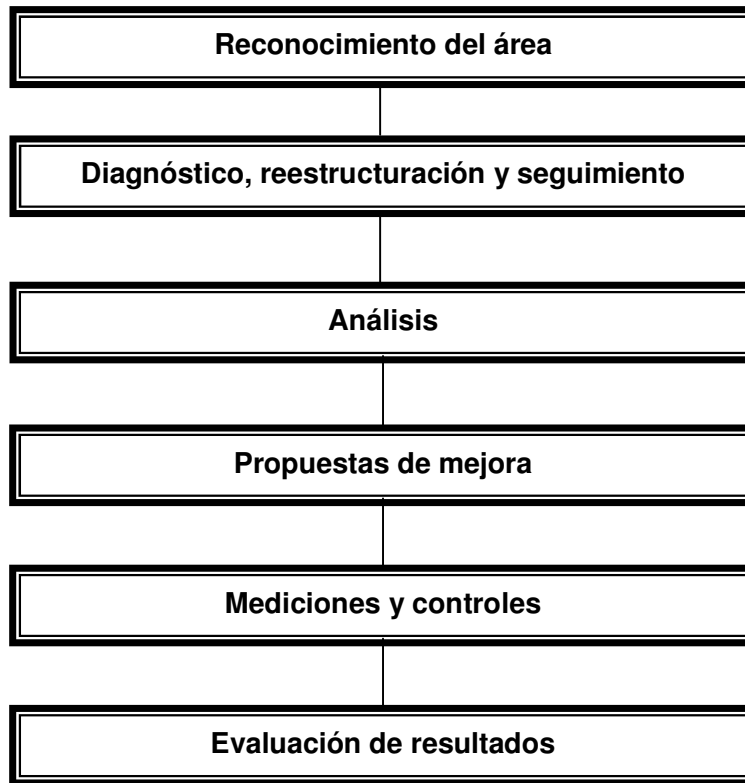 Reconocimiento del área
Diagnóstico, reestructuración y seguimiento
Análisis
Propuestas de mejora
Mediciones y controles
Evaluación de resultados